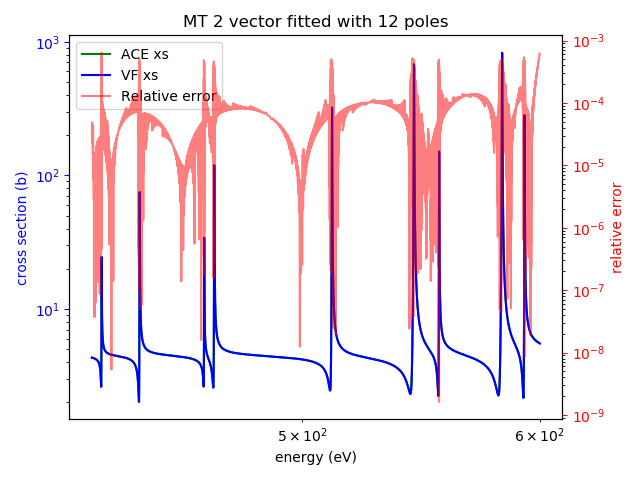 MT 2 vector fitted with 12 poles
ACE xs
VF xs
Relative error
10³
10²
10¹
cross section (b)
10⁻³
10⁻⁴
10⁻⁵
10⁻⁶
10⁻⁷
10⁻⁸
10⁻⁹
relative error
5 × 10²
6 × 10²
energy (eV)